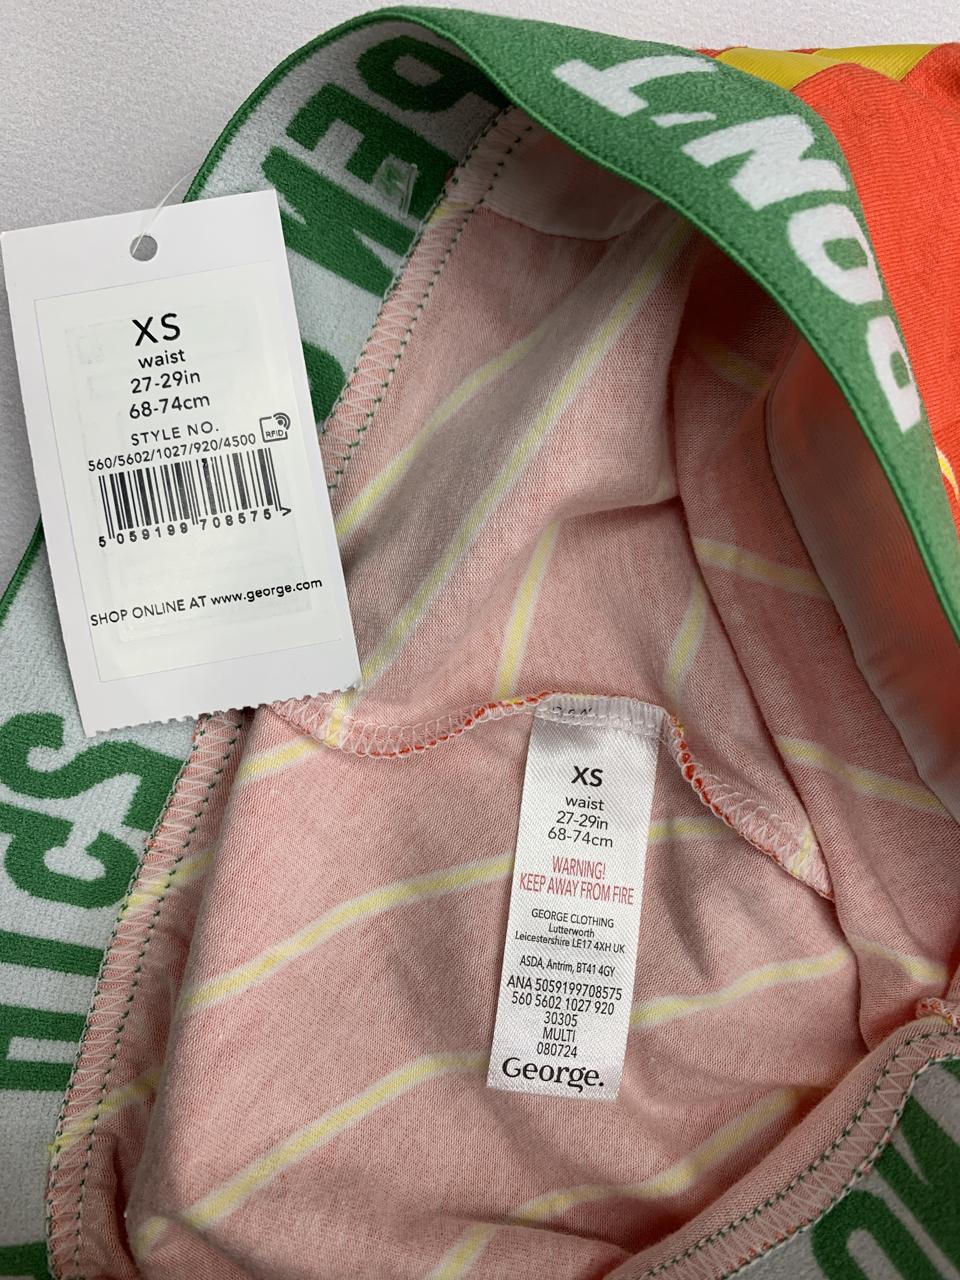 DON'T
XS
waist
27-29in
68-74cm
STYLE NO.
RFID
560/5602/1027/920/4500
5 059199 708575 >
SHOP ONLINE AT www.george.com
XS
waist
27-29in
68-74cm
WARNING!
KEEP AWAY FROM FIRE
GEORGE CLOTHING
Lutterworth
Leicestershire LE17 4XH UK
ASDA, Antrim, BT41 4GY
ANA 5059199708575
560 5602 1027 920
30305
MULTI
080724
George.